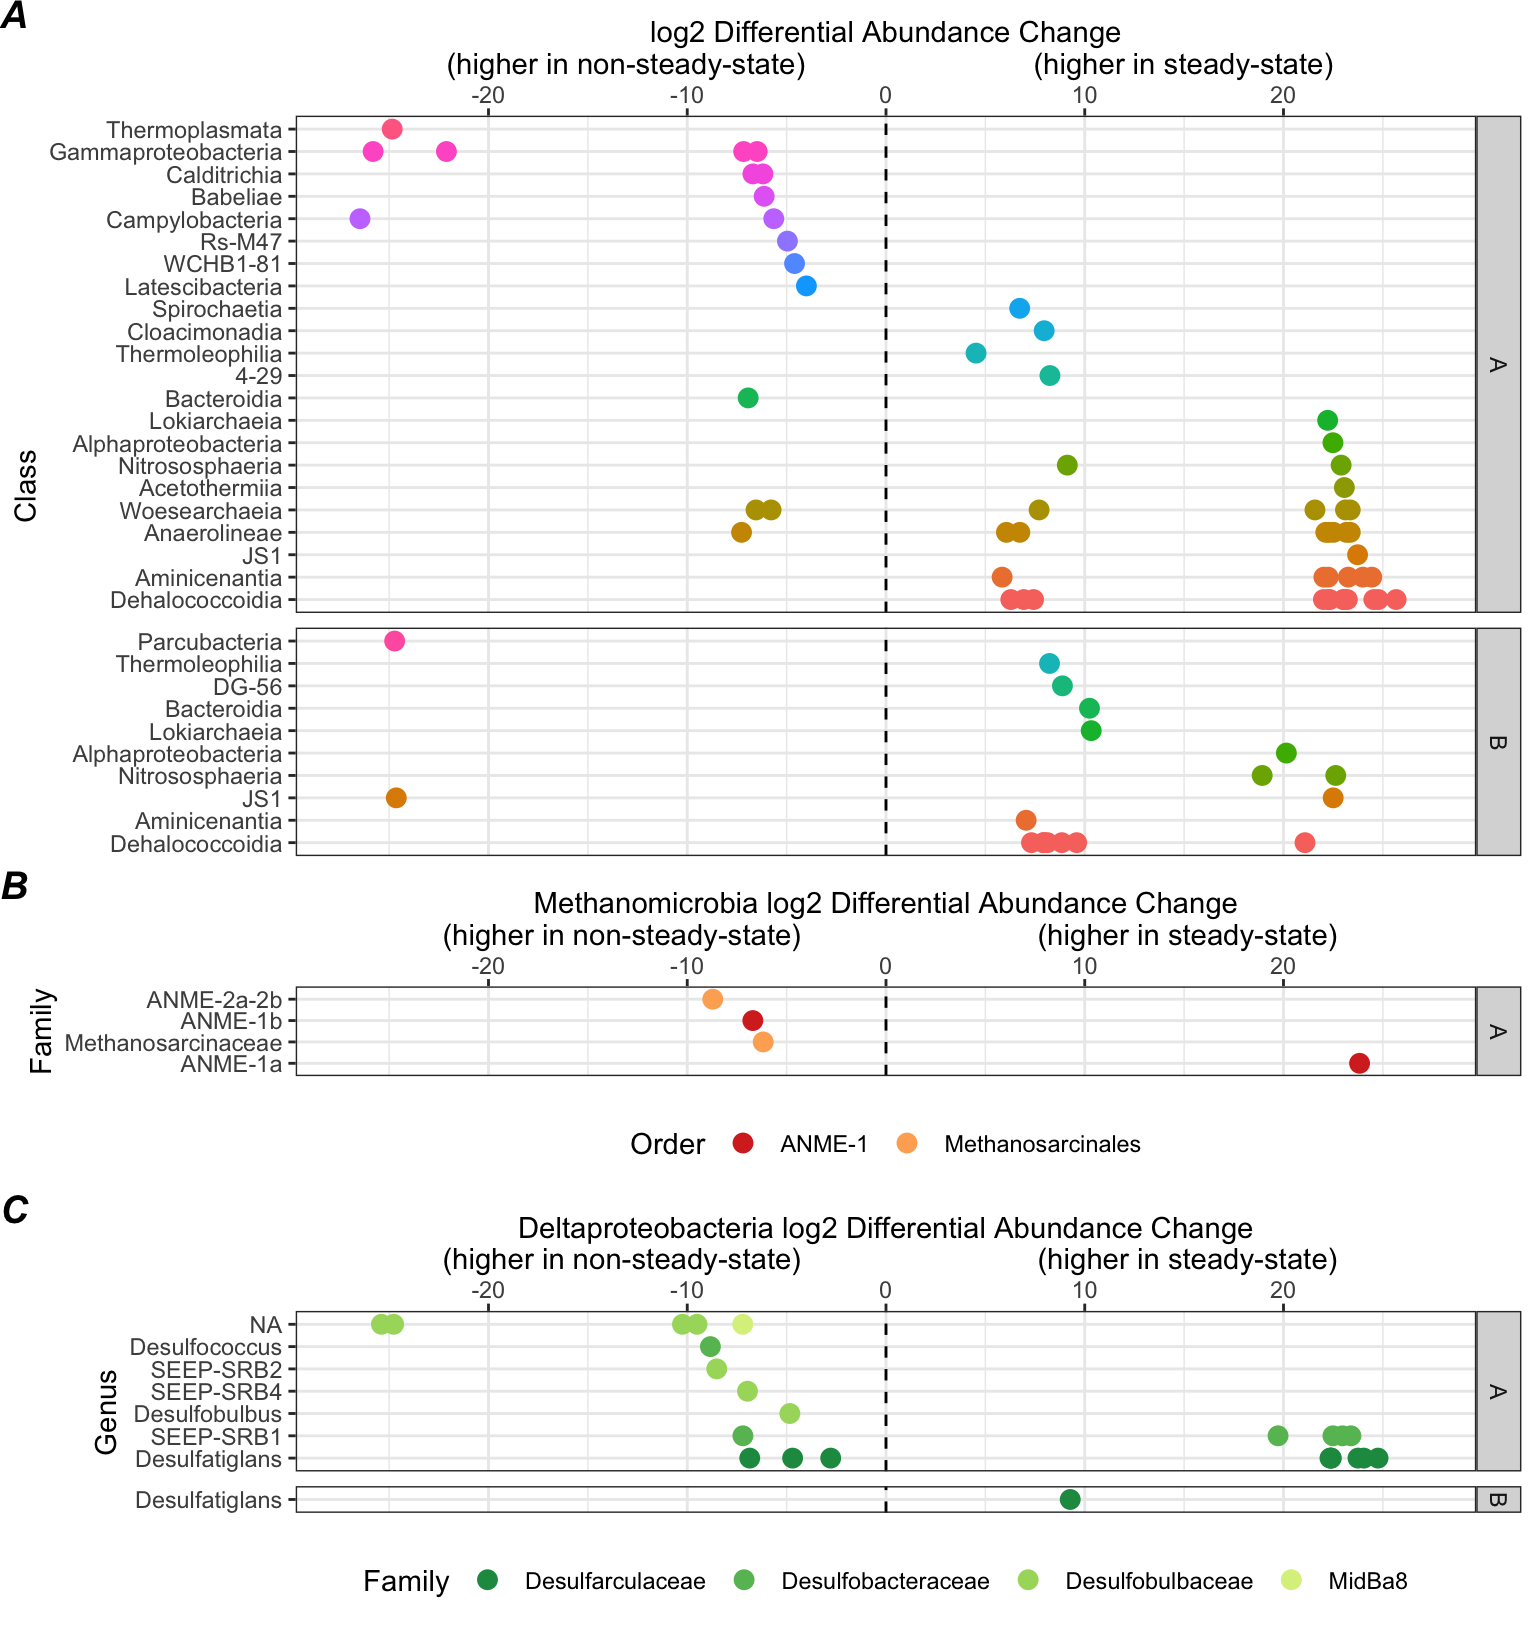 A
log2 Differential Abundance Change
(higher in non-steady-state) (higher in steady-state)
-20 -10 0 10 20
Class
Thermoplasmata
Gammaproteobacteria
Calditrichia
Babeliae
Campylobacteria
Rs-M47
WCHB1-81
Latescibacteria
Spirochaetia
Cloacimonadia
Thermoleophilia
4-29
Bacteroidia
Lokiarchaeia
Alphaproteobacteria
Nitrososphaeria
Acetothermiia
Woesearchaeia
Anaerolineae
JS1
Aminicenantia
Dehalococcoidia
A
Parcubacteria
Thermoleophilia
DG-56
Bacteroidia
Lokiarchaeia
Alphaproteobacteria
Nitrososphaeria
JS1
Aminicenantia
Dehalococcoidia
B
B
Methanomicrobia log2 Differential Abundance Change
(higher in non-steady-state) (higher in steady-state)
-20 -10 0 10 20
Family
ANME-2a-2b
ANME-1b
Methanosarcinaceae
ANME-1a
A
Order ANME-1 Methanosarcinales
C
Deltaproteobacteria log2 Differential Abundance Change
(higher in non-steady-state) (higher in steady-state)
-20 -10 0 10 20
Genus
NA
Desulfococcus
SEEP-SRB2
SEEP-SRB4
Desulfobulbus
SEEP-SRB1
Desulfatiglans
A
Desulfatiglans
B
Family Desulfarculaceae Desulfobacteraceae Desulfobulbaceae MidBa8